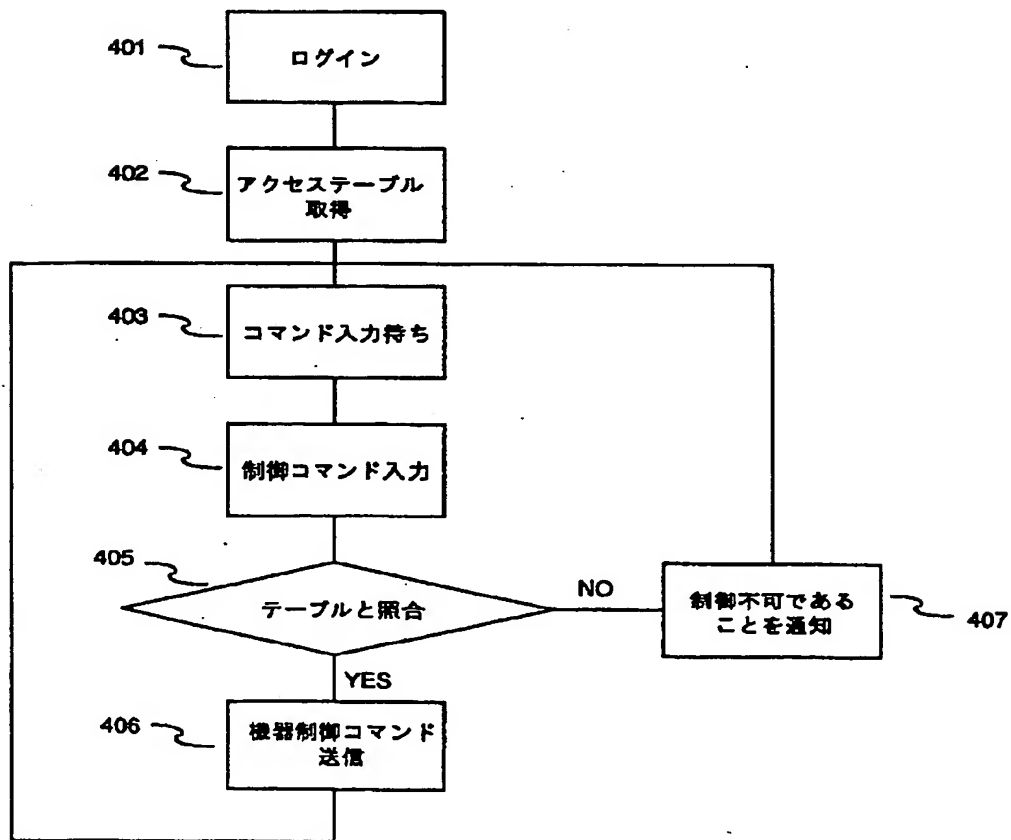 401
ログイン
402
アクセステーブル
取得
403
コマンド入力待ち
404
制御コマンド入力
405
テーブルと照合
NO
制御不可である
ことを通知
407
YES
406
機器制御コマンド
送信